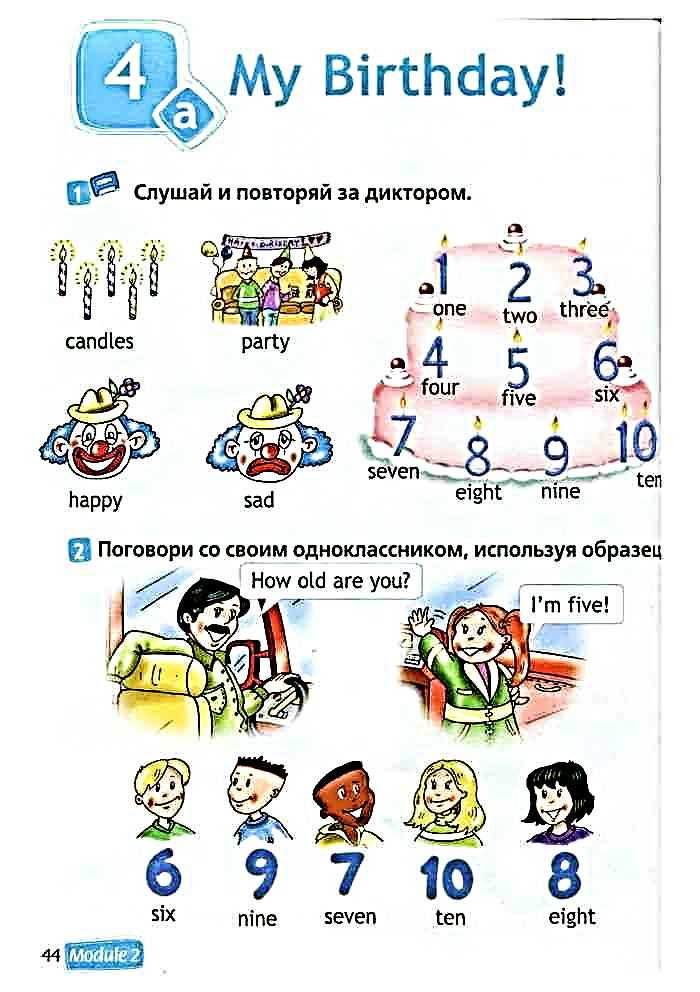 4
a
My Birthday!
1
Слушай и повторяй за диктором.
HAPPY BIRTHDAY!
candles
party
happy
sad
1 2 3
one two three
4 5 6
four five six
7 8 9 10
seven eight nine ten
2
Поговори со своим одноклассником, используя образец
How old are you?
I'm five!
6 9 7 10 8
six nine seven ten eight
44 Module 2